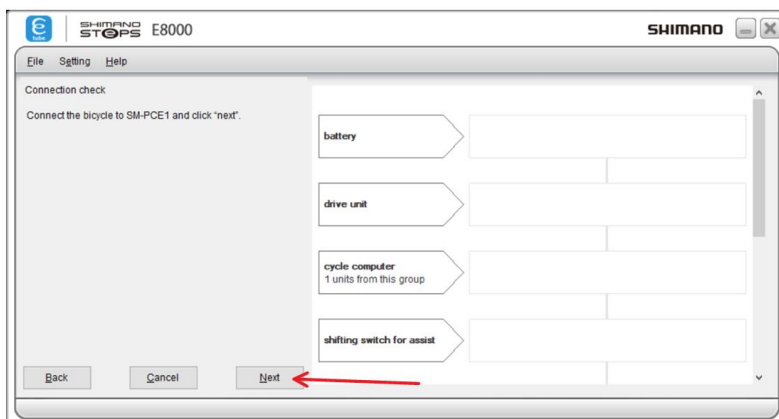 e
tube
SHIMANO
STEPS E8000
SHIMANO
File Setting Help
Connection check
Connect the bicycle to SM-PCE1 and click "next".
battery
drive unit
cycle computer
1 units from this group
shifting switch for assist
Back Cancel Next